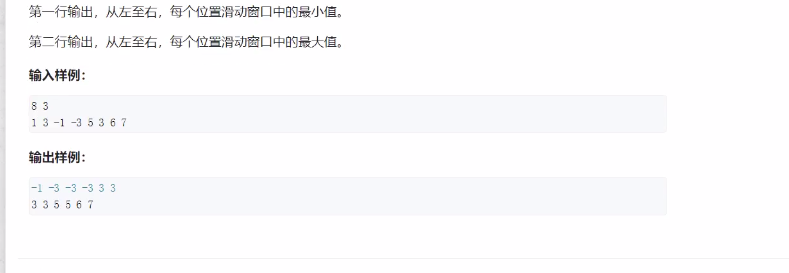 第一行输出，从左至右，每个位置滑动窗口中的最小值。
第二行输出，从左至右，每个位置滑动窗口中的最大值。
输入样例：
8 3
1 3 -1 -3 5 3 6 7
输出样例：
-1 -3 -3 -3 3 3
3 3 5 5 6 7